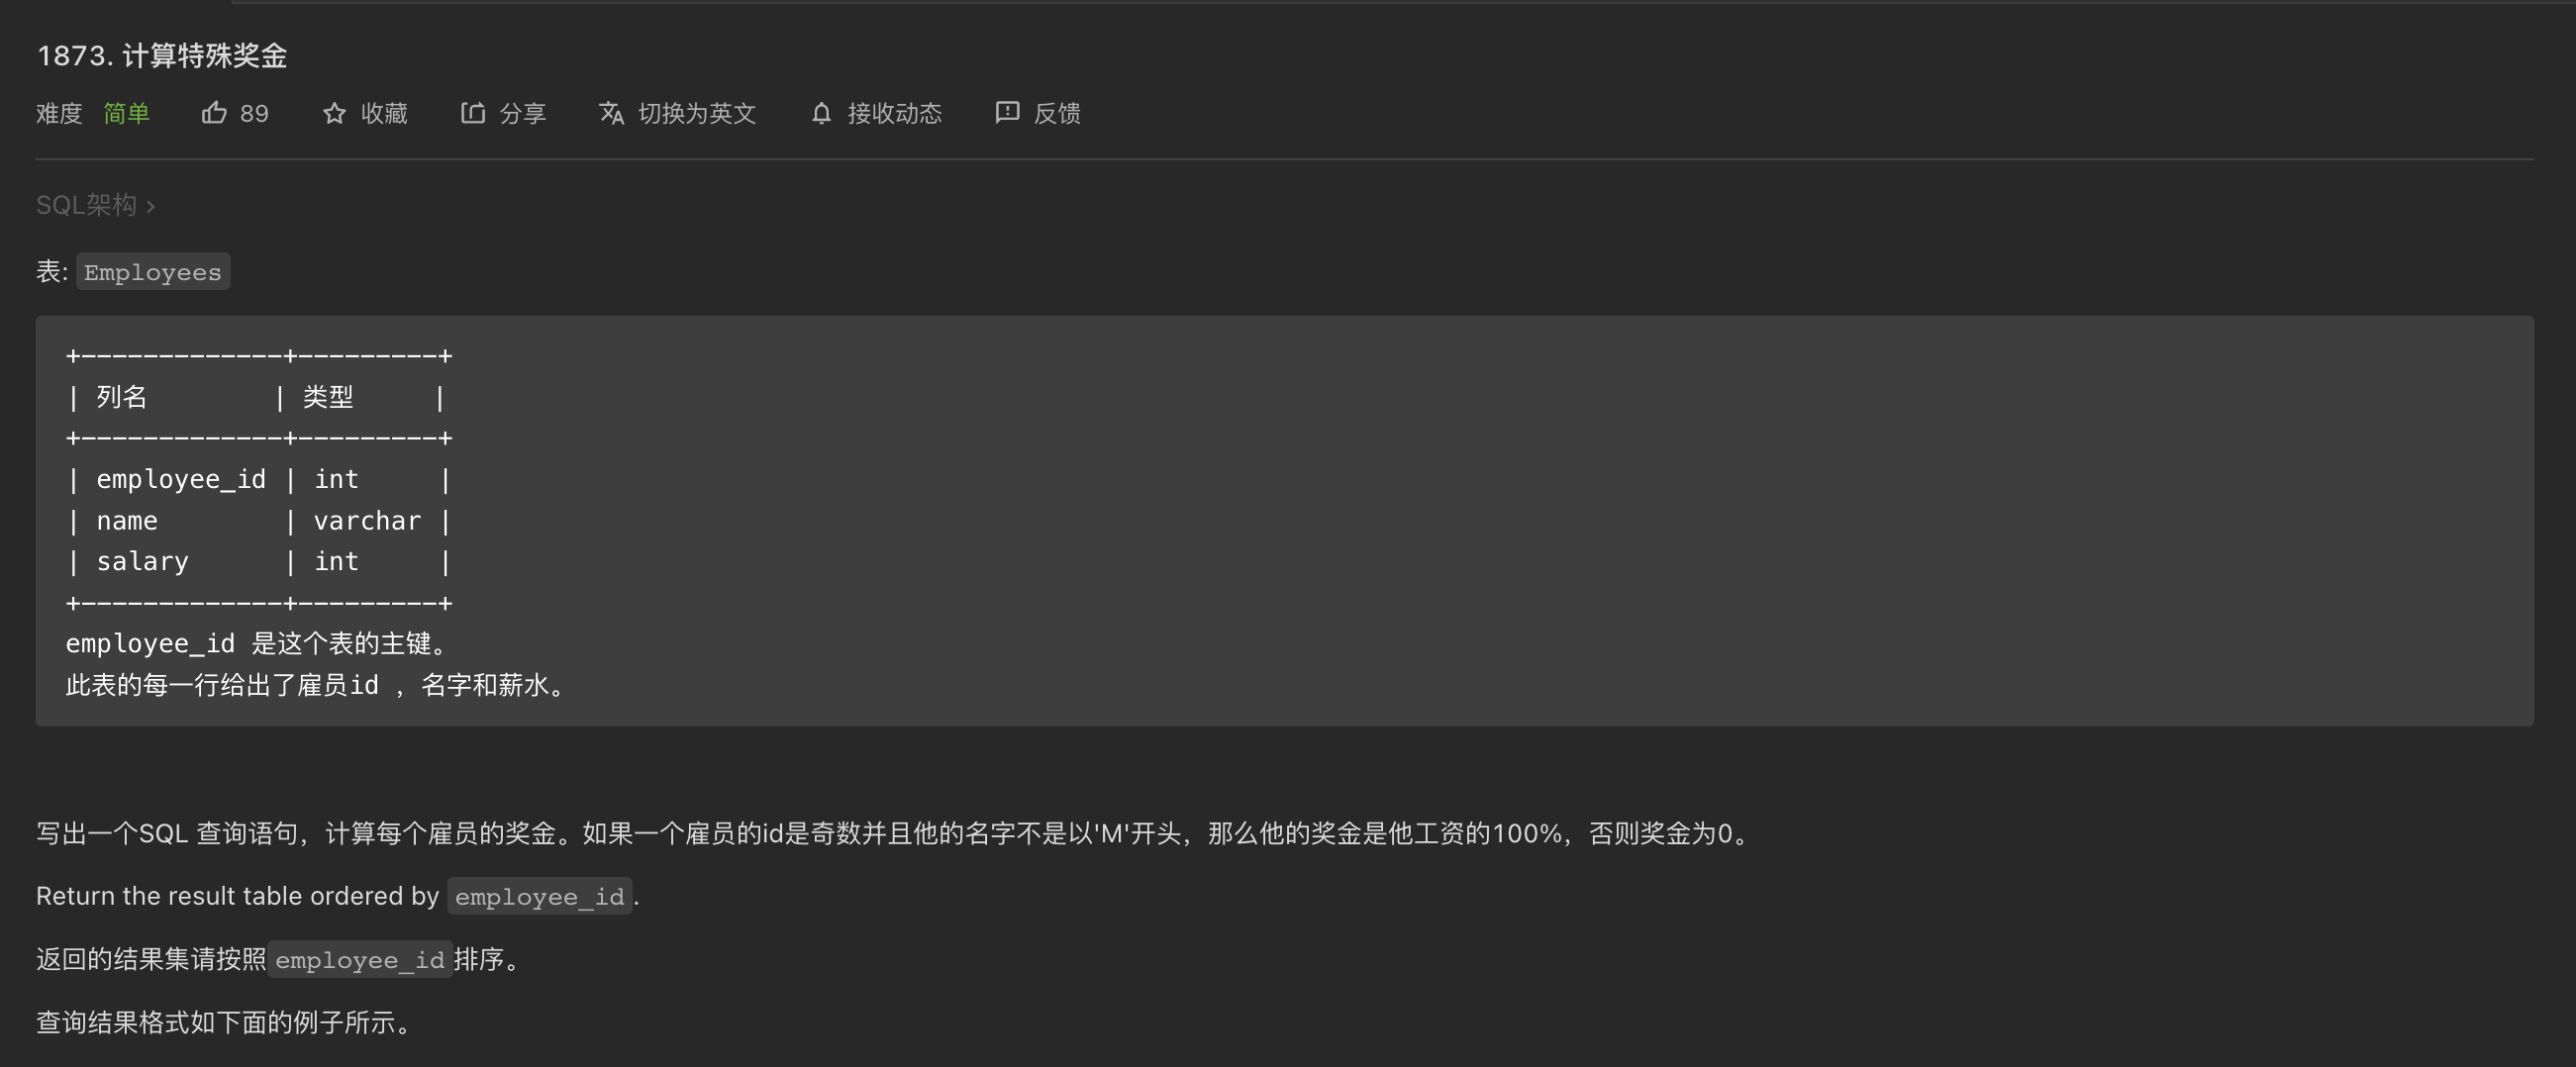 1873. 计算特殊奖金
难度 简单 89 收藏 分享 切换为英文 接收动态 反馈
SQL架构 >
表: Employees
+-------------+---------+
| 列名        | 类型     |
+-------------+---------+
| employee_id | int     |
| name        | varchar |
| salary      | int     |
+-------------+---------+
employee_id 是这个表的主键。
此表的每一行给出了雇员id ，名字和薪水。
写出一个SQL 查询语句，计算每个雇员的奖金。如果一个雇员的id是奇数并且他的名字不是以'M'开头，那么他的奖金是他工资的100%，否则奖金为0。
Return the result table ordered by employee_id.
返回的结果集请按照employee_id排序。
查询结果格式如下面的例子所示。